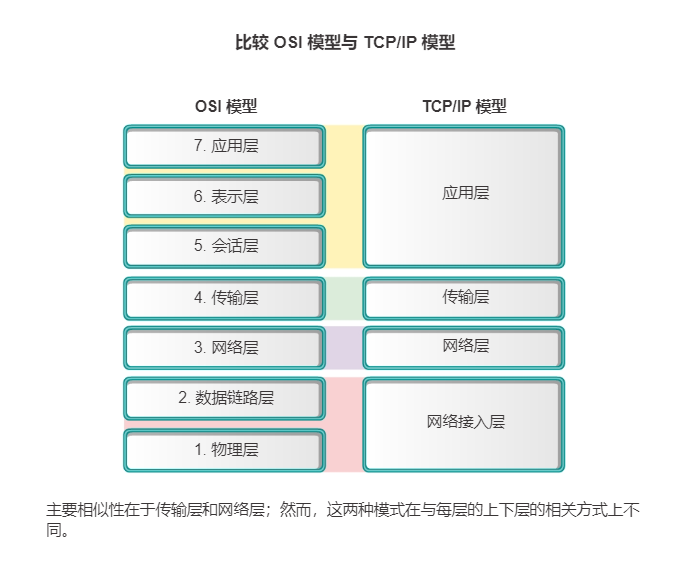 比较 OSI 模型与 TCP/IP 模型
OSI 模型
TCP/IP 模型
7. 应用层
6. 表示层
5. 会话层
应用层
4. 传输层
传输层
3. 网络层
网络层
2. 数据链路层
1. 物理层
网络接入层
主要相似性在于传输层和网络层；然而，这两种模式在与每层的上下层的相关方式上不
同。